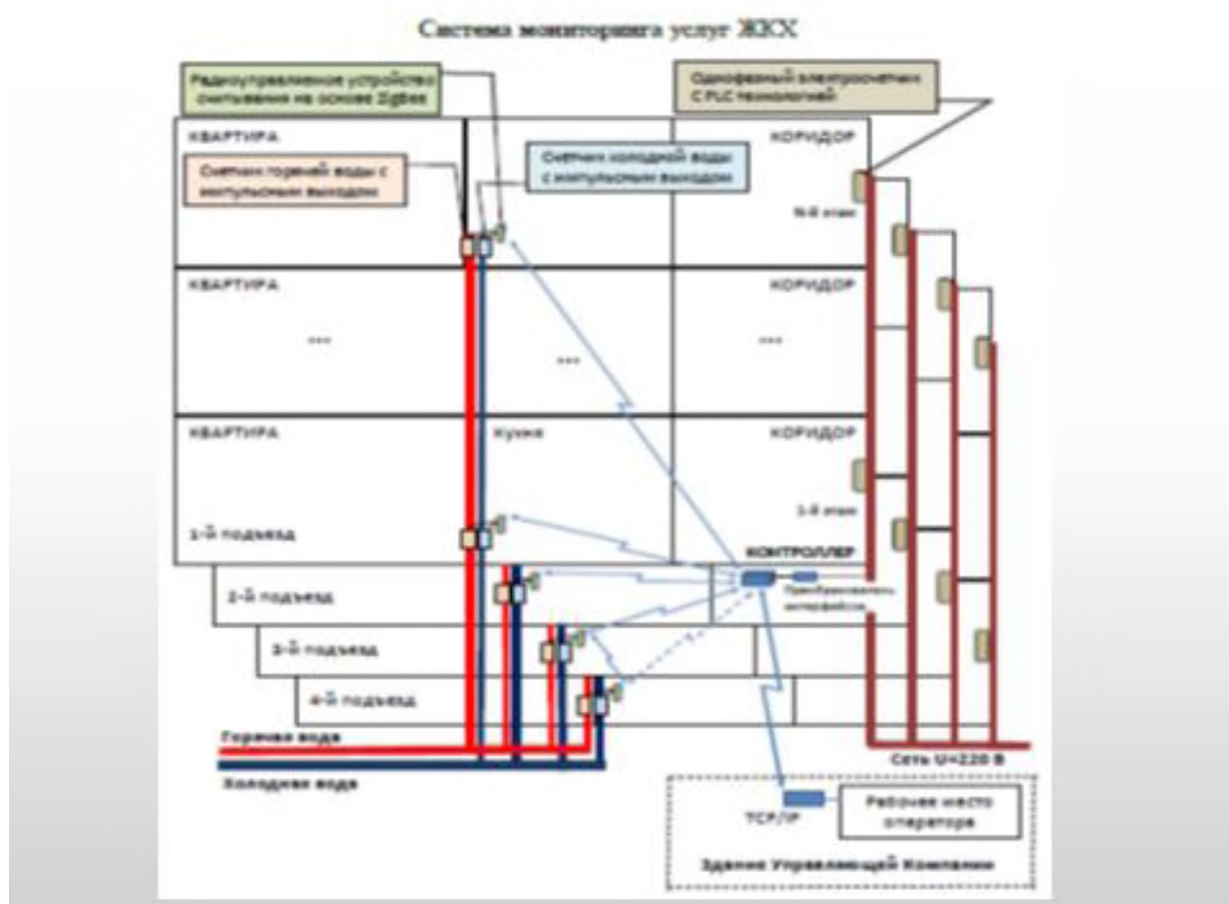 Система мониторинга услуг ЖКХ
Радиоуправляемое устройство
считывания на основе ZigBee
Однофазный электросчетчик
С PLC технологией
КВАРТИРА
КОРИДОР
Счетчик горячей воды с
импульсным выходом
Счетчик холодной воды
с импульсным выходом
N-й этаж
КВАРТИРА
КОРИДОР
...
...
...
КВАРТИРА
Кухня
КОРИДОР
1-й этаж
1-й подъезд
КОНТРОЛЛЕР
Преобразователь
интерфейсов
2-й подъезд
3-й подъезд
4-й подъезд
Горячая вода
Холодная вода
Сеть U=220 В
TCP/IP
Рабочее место
оператора
Здание Управляющей Компании